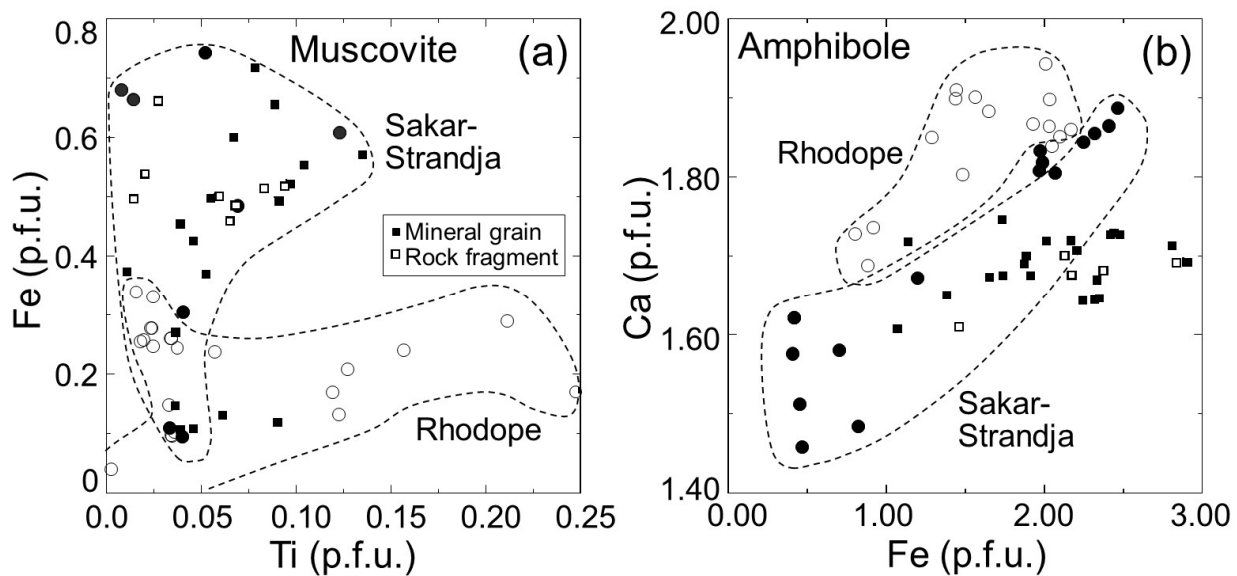 Muscovite
(a)
Sakar-
Strandja
Mineral grain
Rock fragment
Rhodope
Fe (p.f.u.)
0.8
0.6
0.4
0.2
0
0.0
0.05
0.10
0.15
0.20
0.25
Ti (p.f.u.)
Amphibole
(b)
Rhodope
Sakar-
Strandja
Ca (p.f.u.)
2.00
1.80
1.60
1.40
0.00
1.00
2.00
3.00
Fe (p.f.u.)